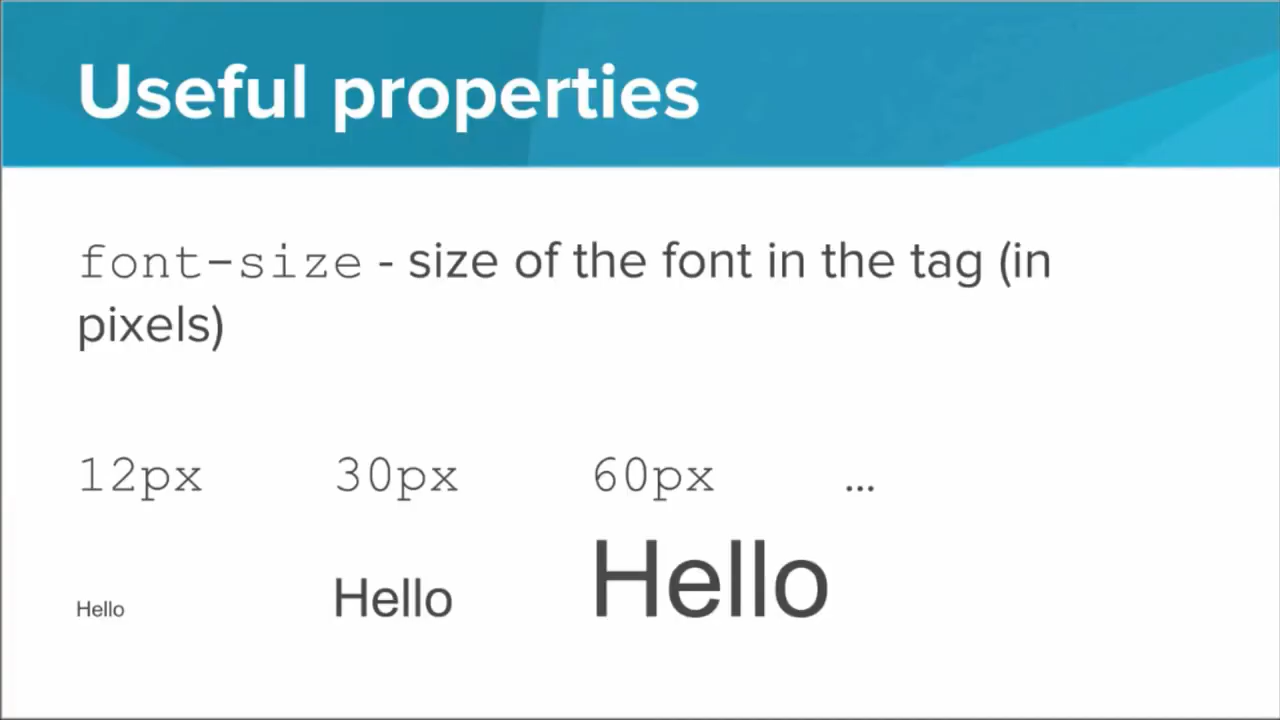 Useful properties
font-size - size of the font in the tag (in
pixels)
12px 30px 60px ...
Hello Hello Hello